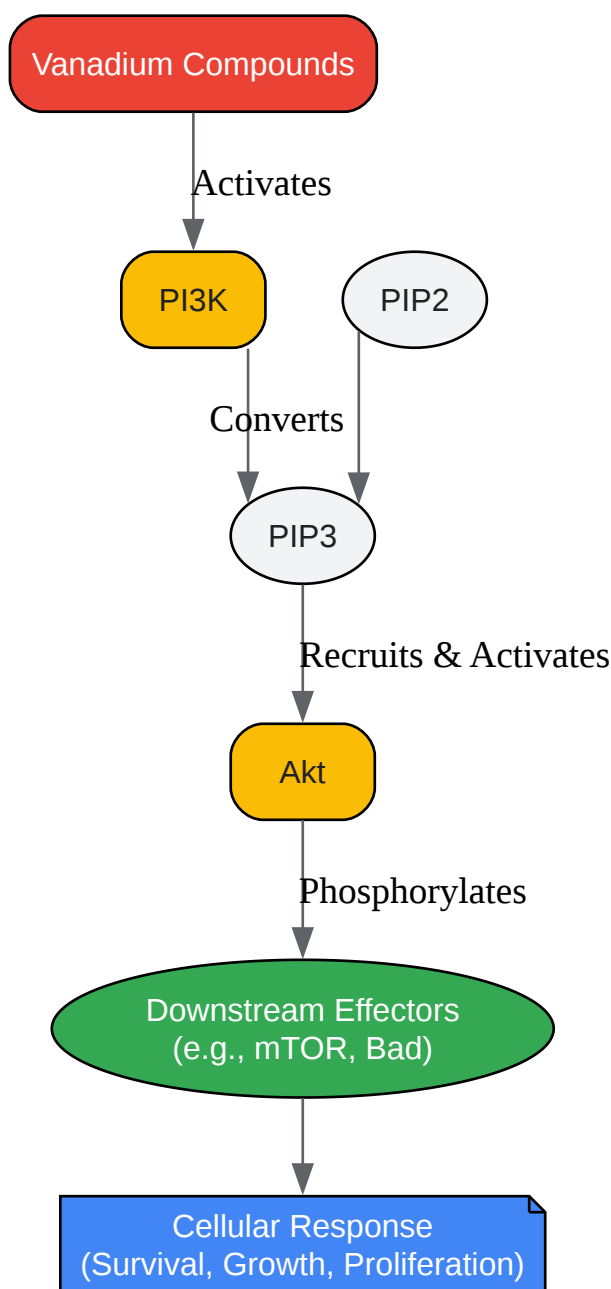 Vanadium Compounds
Activates
PI3K
PIP2
Converts
PIP3
Recruits & Activates
Akt
Phosphorylates
Downstream Effectors
(e.g., mTOR, Bad)
Cellular Response
(Survival, Growth, Proliferation)